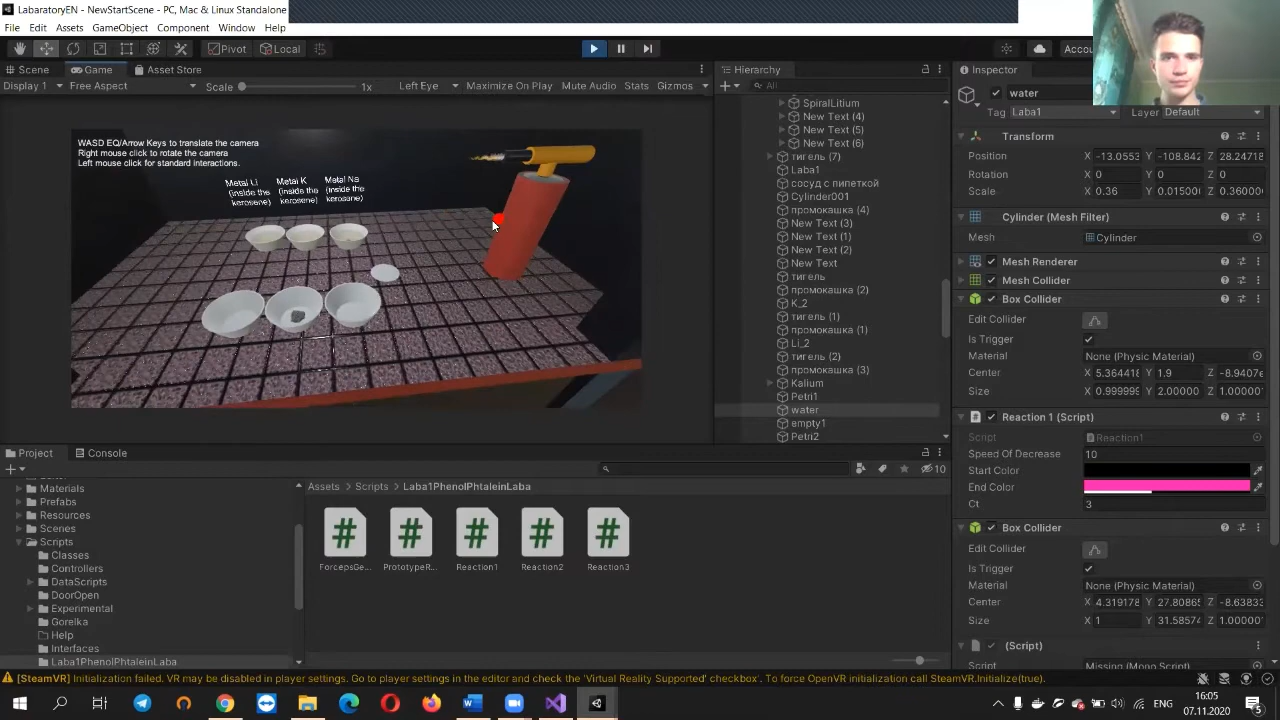 LabaratoryEN - NewStartScene - PC, Mac & Linux Standalone
File Edit Assets GameObject Component Window Help
Pivot Local Accou
Scene Game Asset Store
Display 1 Free Aspect Scale 1x Left Eye Maximize On Play Mute Audio Stats Gizmos
WASD EQ/Arrow Keys to translate the camera
Right mouse click to rotate the camera
Left mouse click for standard interactions.
Metal Li
(inside the
kerosene)
Metal K
(inside the
kerosene)
Metal Na
(inside the
kerosene)
Hierarchy
All
SpiralLitium
New Text (4)
New Text (5)
New Text (6)
тигель (7)
Laba1
сосуд с пипеткой
Cylinder001
промокашка (4)
New Text (3)
New Text (1)
New Text (2)
New Text
тигель
промокашка (2)
K_2
тигель (1)
промокашка (1)
Li_2
тигель (2)
промокашка (3)
Kalium
Petri1
water
empty1
Petri2
Inspector
water
Tag Laba1 Layer Default
Transform
Position X -13.0553 Y -108.842 Z 28.24718
Rotation X 0 Y 0 Z 0
Scale X 0.36 Y 0.01500 Z 0.36000
Cylinder (Mesh Filter)
Mesh Cylinder
Mesh Renderer
Mesh Collider
Box Collider
Edit Collider
Is Trigger
Material None (Physic Material)
Center X 5.364418 Y 1.9 Z -8.9407e
Size X 0.999999 Y 2.00000 Z 1.00000
Reaction 1 (Script)
Script Reaction1
Speed Of Decrease 10
Start Color
End Color
Ct 3
Box Collider
Edit Collider
Is Trigger
Material None (Physic Material)
Center X 4.319178 Y 27.80865 Z -8.63833
Size X 1 Y 31.58574 Z 1.00000
(Script)
Script Missing (Mono Script)
Project Console
10
Materials
Prefabs
Resources
Scenes
Scripts
Classes
Controllers
DataScripts
DoorOpen
Experimental
Gorelka
Help
Interfaces
Laba1PhenolPhtaleinLaba
Assets Scripts Laba1PhenolPhtaleinLaba
ForcepsGe... PrototypeR... Reaction1 Reaction2 Reaction3
[SteamVR] Initialization failed. VR may be disabled in player settings. Go to player settings in the editor and check the 'Virtual Reality Supported' checkbox'. To force OpenVR initialization call SteamVR.Initialize(true).
ENG
16:05
07.11.2020
5